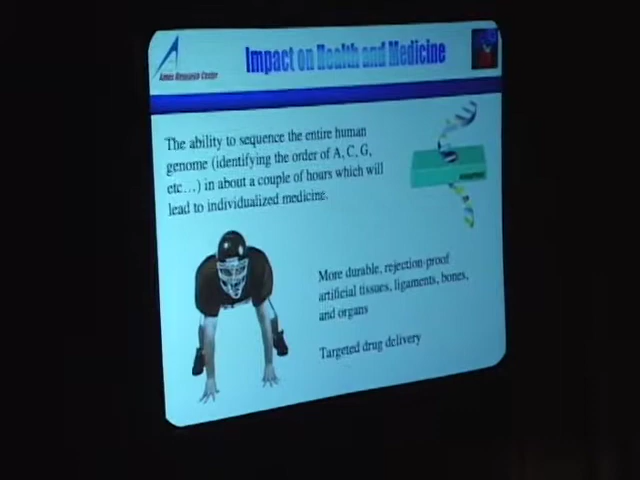 Impact on Health and Medicine
Ames Research Center
The ability to sequence the entire human
genome (identifying the order of A, C, G,
etc…) in about a couple of hours which will
lead to individualized medicine.
More durable, rejection-proof
artificial tissues, ligaments, bones,
and organs
Targeted drug delivery